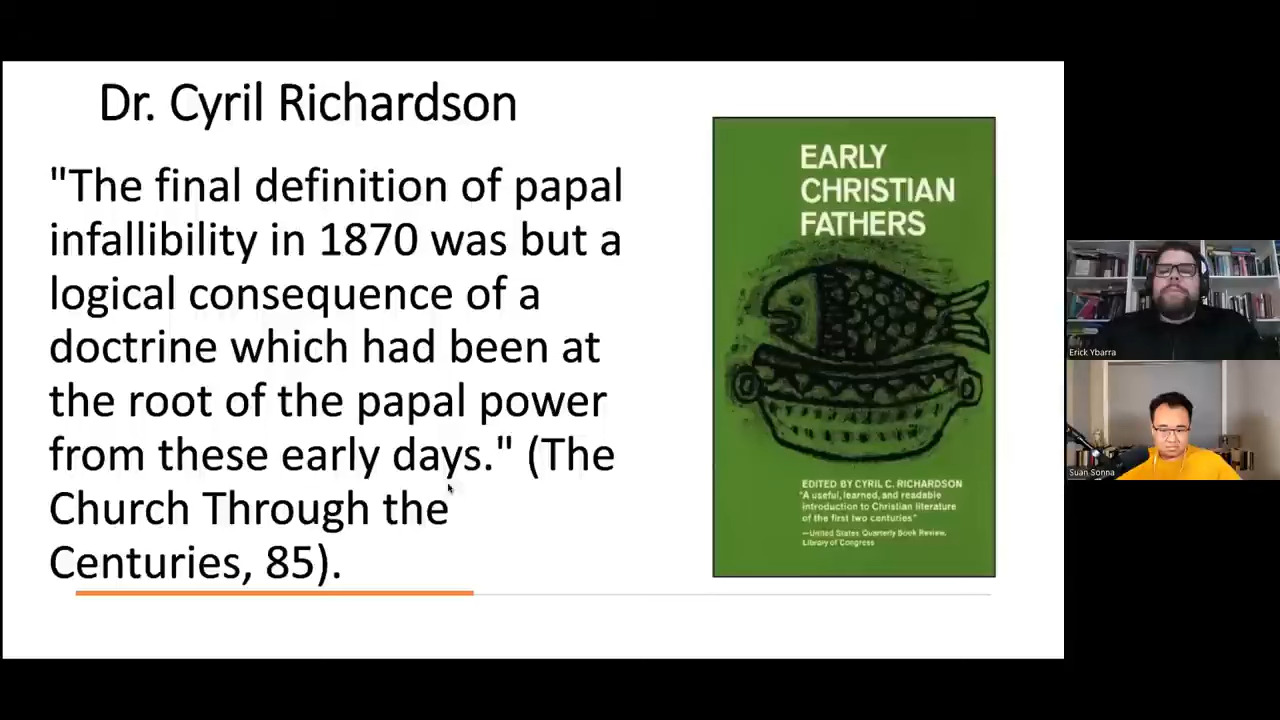 Dr. Cyril Richardson
"The final definition of papal
infallibility in 1870 was but a
logical consequence of a
doctrine which had been at
the root of the papal power
from these early days." (The
Church Through the
Centuries, 85).
EARLY
CHRISTIAN
FATHERS
EDITED BY CYRIL C. RICHARDSON
"A useful, learned, and readable
introduction to Christian literature
of the first two centuries"
—United States Quarterly Book Review,
Library of Congress
Erick Ybarra
Suan Sonna